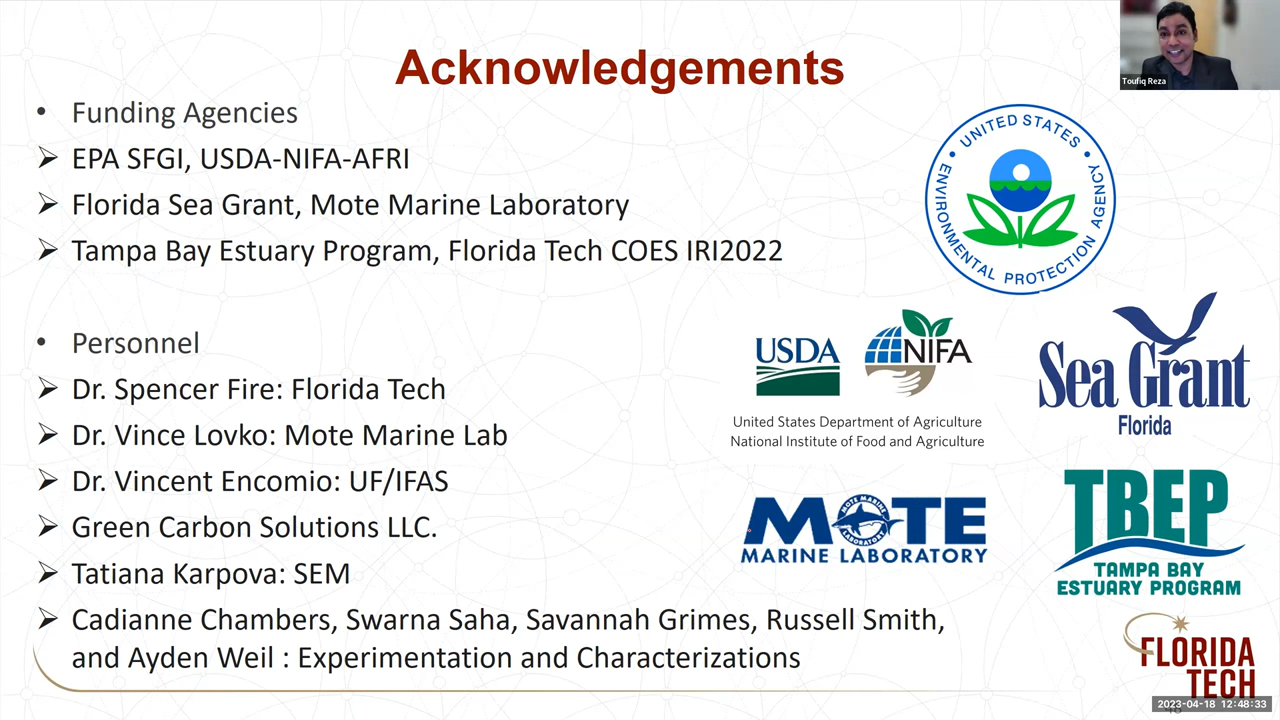 Acknowledgements
Toufiq Reza
• Funding Agencies
➢ EPA SFGI, USDA-NIFA-AFRI
➢ Florida Sea Grant, Mote Marine Laboratory
➢ Tampa Bay Estuary Program, Florida Tech COES IRI2022
• Personnel
➢ Dr. Spencer Fire: Florida Tech
➢ Dr. Vince Lovko: Mote Marine Lab
➢ Dr. Vincent Encomio: UF/IFAS
➢ Green Carbon Solutions LLC.
➢ Tatiana Karpova: SEM
➢ Cadianne Chambers, Swarna Saha, Savannah Grimes, Russell Smith,
and Ayden Weil : Experimentation and Characterizations
• UNITED STATES •
ENVIRONMENTAL PROTECTION AGENCY
USDA
NIFA
United States Department of Agriculture
National Institute of Food and Agriculture
Sea Grant
Florida
MOTE
MOTE MARINE
LABORATORY
MARINE LABORATORY
TBEP
TAMPA BAY
ESTUARY PROGRAM
FLORIDA
TECH
2023-04-18 12:48:33